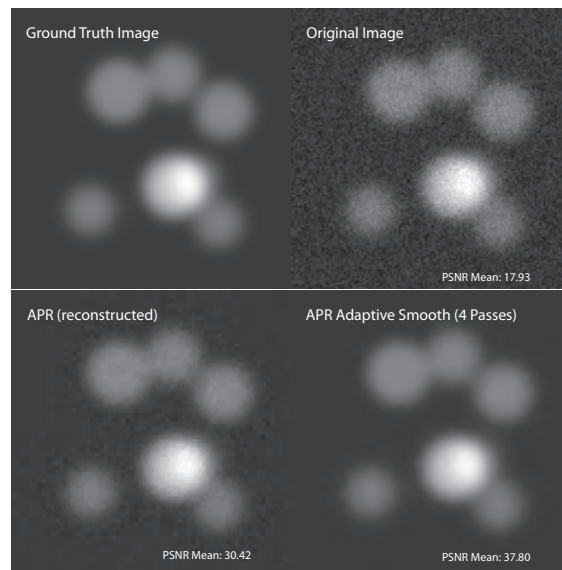 Ground Truth Image
Original Image
PSNR Mean: 17.93
APR (reconstructed)
APR Adaptive Smooth (4 Passes)
PSNR Mean: 30.42
PSNR Mean: 37.80